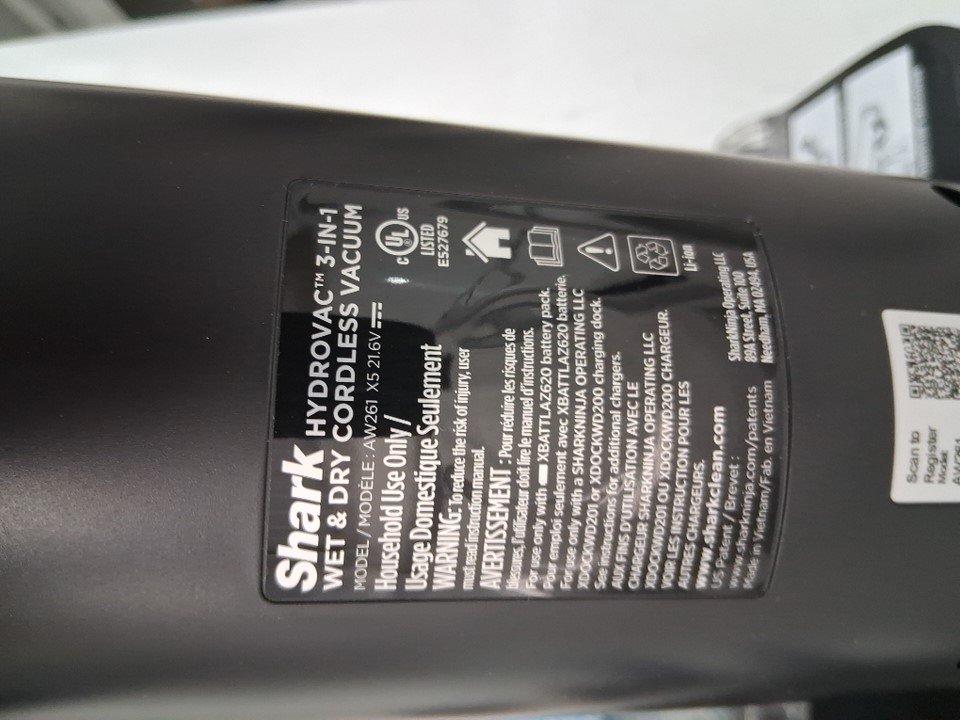 Shark HYDROVAC™ 3-IN-1
WET & DRY CORDLESS VACUUM
MODEL / MODÈLE : AW261 X5 21.6V
Household Use Only /
Usage Domestique Seulement
WARNING: To reduce the risk of injury, user
must read instruction manual.
AVERTISSEMENT : Pour réduire les risques de
blessures, l'utilisateur doit lire le manuel d'instructions.
For use only with XBATTLAZ620 battery pack.
Pour emploi seulement avec XBATTLAZ620 batterie.
For use only with a SHARKNINJA OPERATING LLC
XDOCKWD201 or XDOCKWD200 charging dock.
See instructions for additional chargers.
AUX FINS D'UTILISATION AVEC LE
CHARGEUR SHARKNINJA OPERATING LLC
XDOCKWD201 OU XDOCKWD200 CHARGEUR.
VOIR LES INSTRUCTION POUR LES
AUTRES CHARGEURS.
www.sharkclean.com
US Patent / Brevet :
www.sharkninja.com/patents
Made in Vietnam/Fab. en Vietnam
C UL US
LISTED
E527679
Li-ion
SharkNinja Operating LLC
89A Street, Suite 100
Needham, MA 02494, USA
Scan to
Register
Model